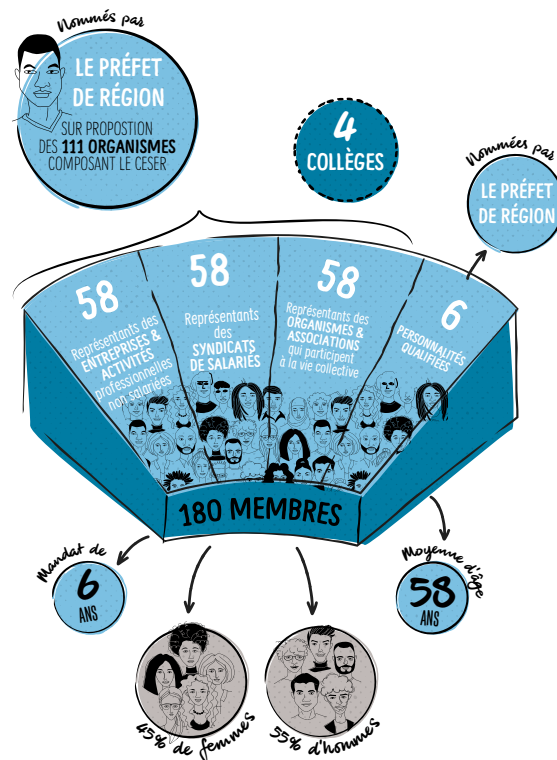 Nommés par
LE PRÉFET
DE RÉGION
SUR PROPOSTION
DES 111 ORGANISMES
COMPOSANT LE CESER
4
COLLÈGES
Nommées par
LE PRÉFET
DE RÉGION
58
Représentants des
ENTREPRISES &
ACTIVITÉS
professionnelles
non salariées
58
Représentants
des
SYNDICATS
DE SALARIÉS
58
Représentants des
ORGANISMES &
ASSOCIATIONS
qui participent
à la vie collective
6
PERSONNALITÉS
QUALIFIÉES
180 MEMBRES
Mandat de
6
ANS
Moyenne d'âge
58
ANS
45% de femmes
55% d'hommes